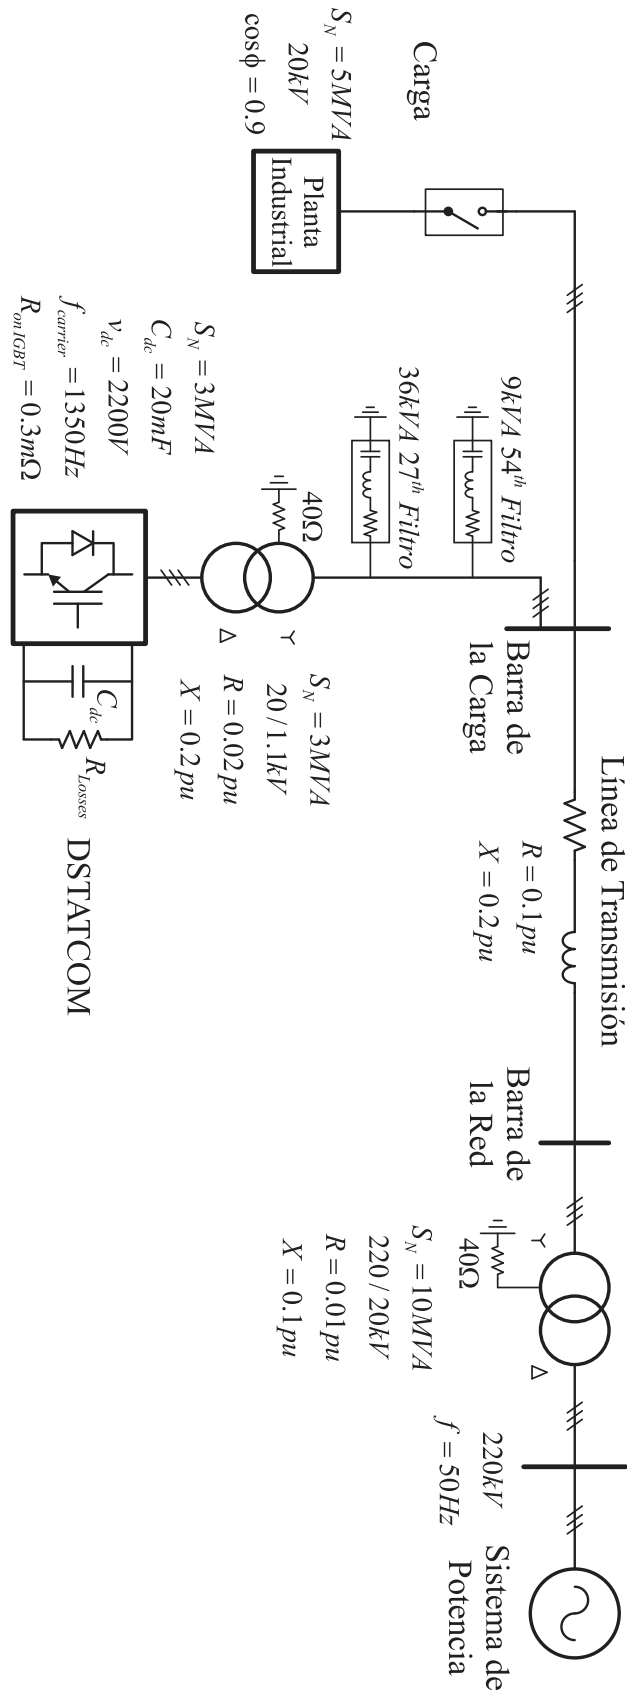 Carga
S_N = 5MVA
20kV
cosϕ = 0.9
Planta
Industrial
9kVA 54th Filtro
36kVA 27th Filtro
40Ω
S_N = 3MVA
C_dc = 20mF
v_dc = 2200V
f_carrier = 1350Hz
R_onIGBT = 0.3mΩ
Δ
Y
S_N = 3MVA
20/1.1kV
R = 0.02pu
X = 0.2pu
C_dc
R_Losses
DSTATCOM
Barra de
la Carga
Línea de Transmisión
R = 0.1pu
X = 0.2pu
Barra de
la Red
Y
40Ω
Δ
S_N = 10MVA
220/20kV
R = 0.01pu
X = 0.1pu
220kV
f = 50Hz
Sistema de
Potencia